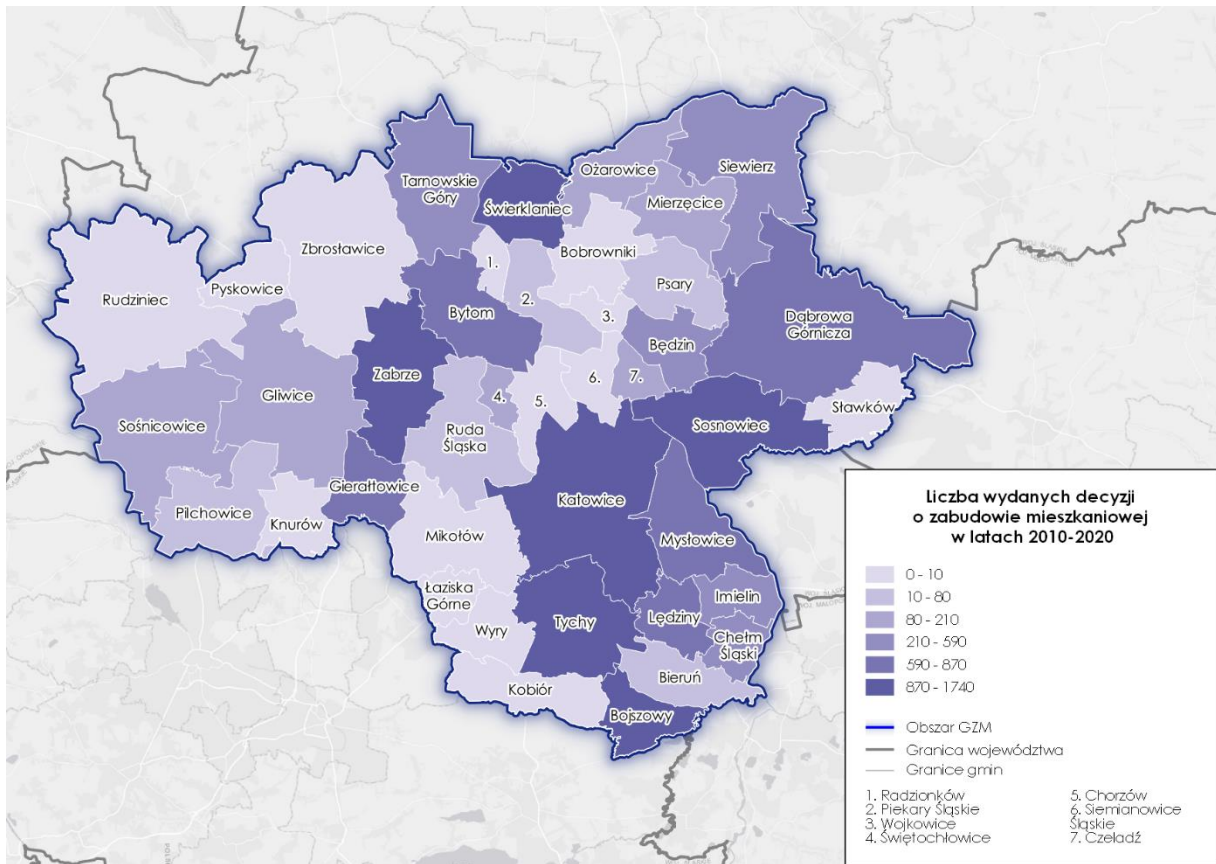 Ożarowice
Siewierz
Tarnowskie
Góry
Świerklaniec
Mierzęcice
Zbrosławice
Bobrowniki
1.
Pyskowice
2.
Psary
Rudziniec
3.
Bytom
Dąbrowa
Górnicza
Będzin
Zabrze
6.
7.
Gliwice
4.
5.
Sławków
Sośnicowice
Ruda
Śląska
Sosnowiec
Gierałtowice
Katowice
Pilchowice
Knurów
Mikołów
Mysłowice
Łaziska
Górne
Imielin
Tychy
Lędziny
Wyry
Chełm
Śląski
Bieruń
Kobiór
Bojszowy
Liczba wydanych decyzji
o zabudowie mieszkaniowej
w latach 2010-2020
0 - 10
10 - 80
80 - 210
210 - 590
590 - 870
870 - 1740
Obszar GZM
Granica województwa
Granice gmin
1. Radzionków
2. Piekary Śląskie
3. Wojkowice
4. Świętochłowice
5. Chorzów
6. Siemianowice
Śląskie
7. Czeladź